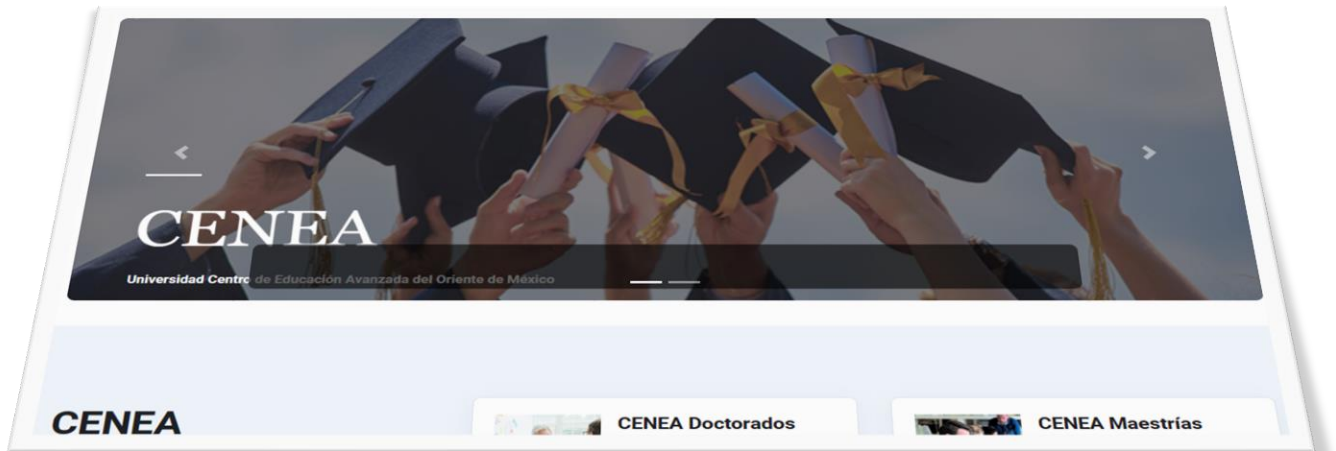 CENEA
Universidad Centro de Educación Avanzada del Oriente de México
CENEA
CENEA Doctorados
CENEA Maestrías